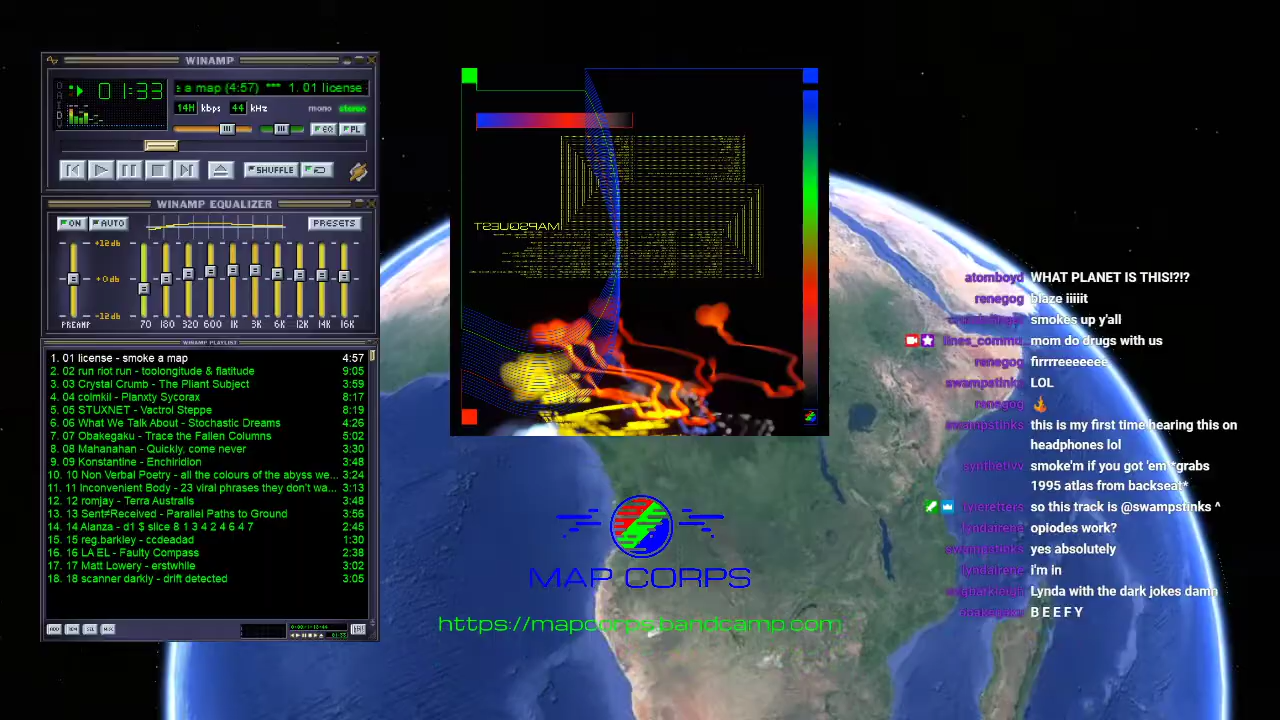 WINAMP
01:33
e a map (4:57) *** 1. 01 license
14H kbps 44 kHz mono stereo
EQ PL
SHUFFLE
WINAMP EQUALIZER
ON AUTO PRESETS
+12 db
+0 db
-12 db
PREAMP 70 180 320 600 1K 3K 6K 12K 14K 16K
WINAMP PLAYLIST
1. 01 license - smoke a map 4:57
2. 02 run riot run - toolongitude & flatitude 9:05
3. 03 Crystal Crumb - The Pliant Subject 3:59
4. 04 colmkil - Planxty Sycorax 8:17
5. 05 STUXNET - Vactrol Steppe 8:19
6. 06 What We Talk About - Stochastic Dreams 4:26
7. 07 Obakegaku - Trace the Fallen Columns 5:02
8. 08 Mahanahan - Quickly, come never 3:30
9. 09 Konstantine - Enchiridion 3:48
10. 10 Non Verbal Poetry - all the colours of the abyss we... 3:24
11. 11 Inconvenient Body - 23 viral phrases they don't wa... 3:13
12. 12 romjay - Terra Australis 3:48
13. 13 Sent≠Received - Parallel Paths to Ground 3:56
14. 14 Alanza - d1 $ slice 8 1 3 4 2 4 6 4 7 2:45
15. 15 reg.barkley - ccdeadad 1:30
16. 16 LA EL - Faulty Compass 2:38
17. 17 Matt Lowery - erstwhile 3:02
18. 18 scanner darkly - drift detected 3:05
MAPSQUEST
MAP CORPS
https://mapcorps.bandcamp.com
atomboyd WHAT PLANET IS THIS!?!?
renegog blaze iiiiit
smokes up y'all
lines_commu... mom do drugs with us
renegog firrrreeeeeee
swampstinks LOL
renegog 🔥
swampstinks this is my first time hearing this on
headphones lol
synthetivv smoke'm if you got 'em *grabs
1995 atlas from backseat*
tyleretters so this track is @swampstinks ^
lyndairene opiodes work?
swampstinks yes absolutely
lyndairene i'm in
Lynda with the dark jokes damn
obakegaku B E E F Y